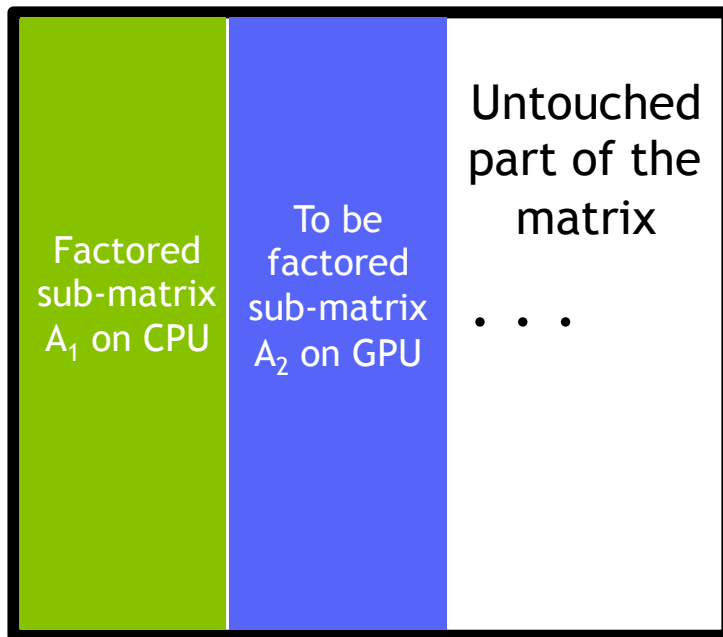 Factored
sub-matrix
A₁ on CPU
To be
factored
sub-matrix
A₂ on GPU
Untouched
part of the
matrix
. . .